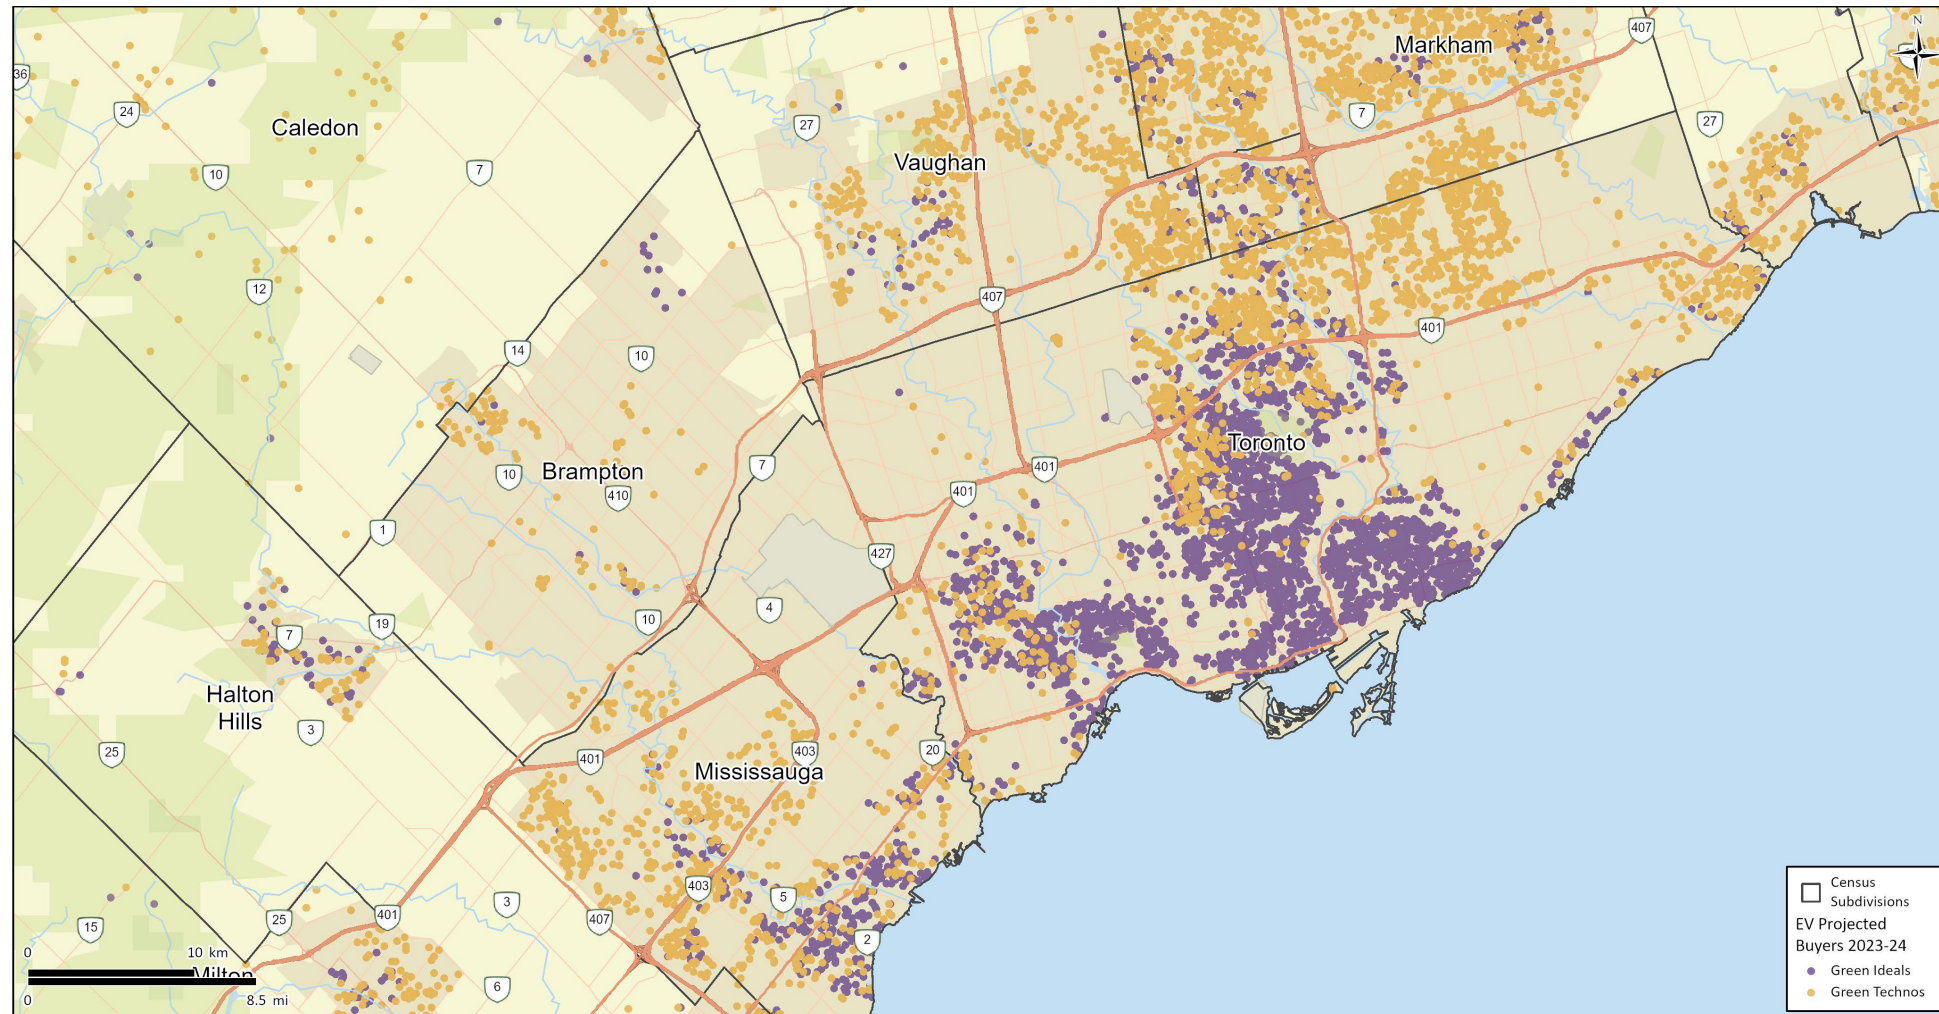 N
407
Markham
36
24
27
7
27
Caledon
Vaughan
10
7
12
407
14
10
401
Toronto
Brampton
7
401
10
410
401
1
427
4
10
19
7
Halton
Hills
3
25
20
403
401
Mississauga
403
5
3
25
401
407
15
2
0
10 km
Milton
6
0
8.5 mi
Census
Subdivisions
EV Projected
Buyers 2023-24
Green Ideals
Green Technos